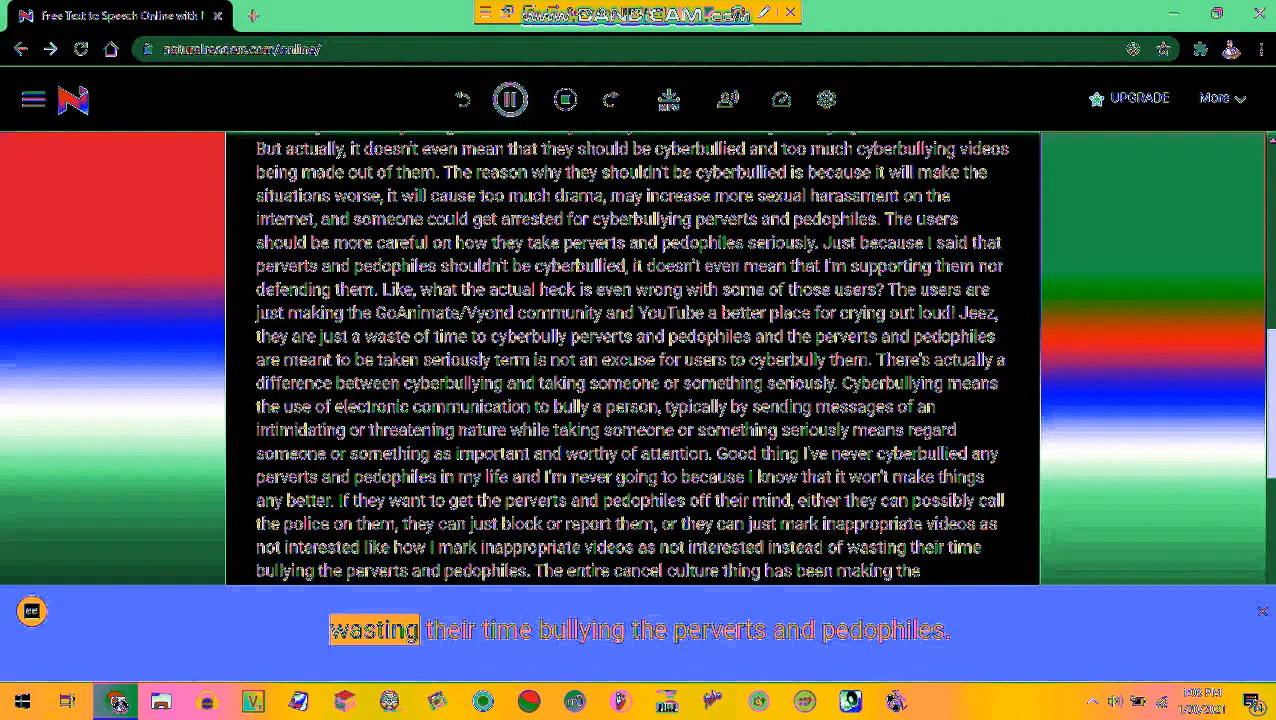 Free Text to Speech Online with
www.BANDICAM.com
naturalreaders.com/online/
UPGRADE
More
But actually, it doesn't even mean that they should be cyberbullied and too much cyberbullying videos
being made out of them. The reason why they shouldn't be cyberbullied is because it will make the
situations worse, it will cause too much drama, may increase more sexual harassment on the
internet, and someone could get arrested for cyberbullying perverts and pedophiles. The users
should be more careful on how they take perverts and pedophiles seriously. Just because I said that
perverts and pedophiles shouldn't be cyberbullied, it doesn't even mean that I'm supporting them nor
defending them. Like, what the actual heck is even wrong with some of those users? The users are
just making the GoAnimate/Vyond community and YouTube a better place for crying out loud! Jeez,
they are just a waste of time to cyberbully perverts and pedophiles and the perverts and pedophiles
are meant to be taken seriously term is not an excuse for users to cyberbully them. There's actually a
difference between cyberbullying and taking someone or something seriously. Cyberbullying means
the use of electronic communication to bully a person, typically by sending messages of an
intimidating or threatening nature while taking someone or something seriously means regard
someone or something as important and worthy of attention. Good thing I've never cyberbullied any
perverts and pedophiles in my life and I'm never going to because I know that it won't make things
any better. If they want to get the perverts and pedophiles off their mind, either they can possibly call
the police on them, they can just block or report them, or they can just mark inappropriate videos as
not interested like how I mark inappropriate videos as not interested instead of wasting their time
bullying the perverts and pedophiles. The entire cancel culture thing has been making the
wasting their time bullying the perverts and pedophiles.